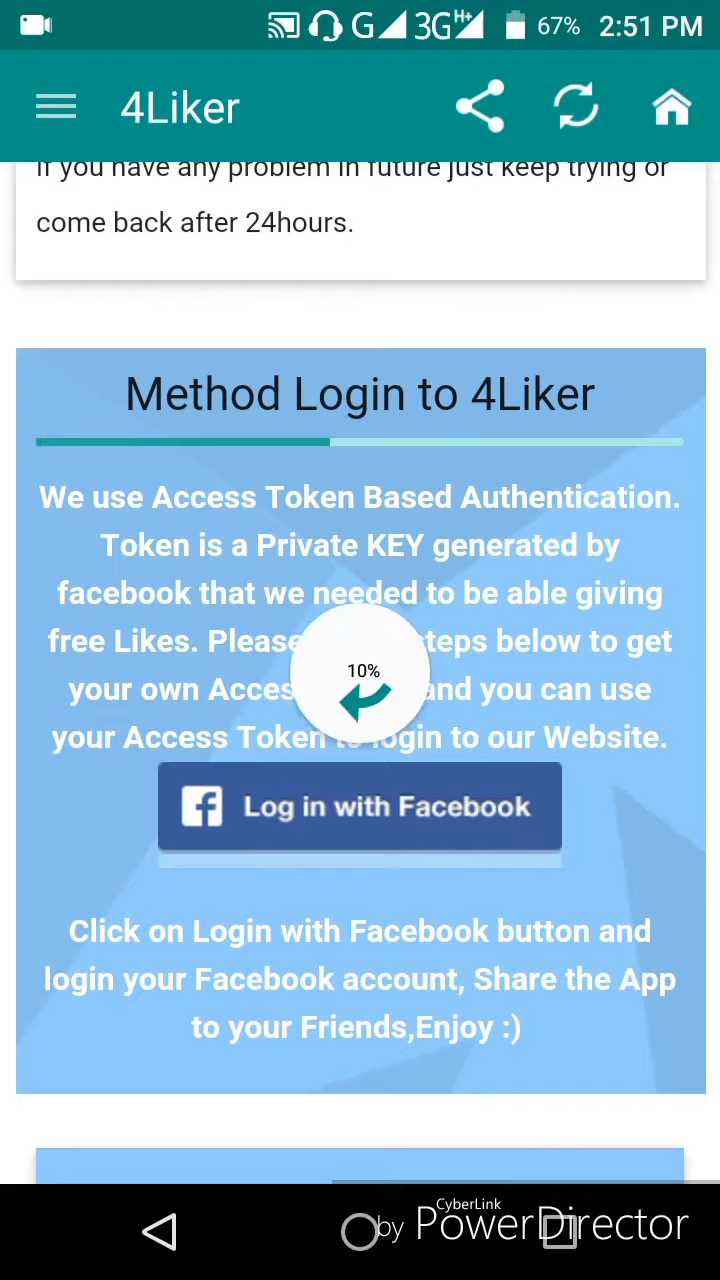 G 3G H+ 67% 2:51 PM
4Liker
If you have any problem in future just keep trying or
come back after 24hours.
Method Login to 4Liker
We use Access Token Based Authentication.
Token is a Private KEY generated by
facebook that we needed to be able giving
free Likes. Please steps below to get
10%
your own Acces and you can use
your Access Token to login to our Website.
f Log in with Facebook
Click on Login with Facebook button and
login your Facebook account, Share the App
to your Friends,Enjoy :)
CyberLink
by PowerDirector